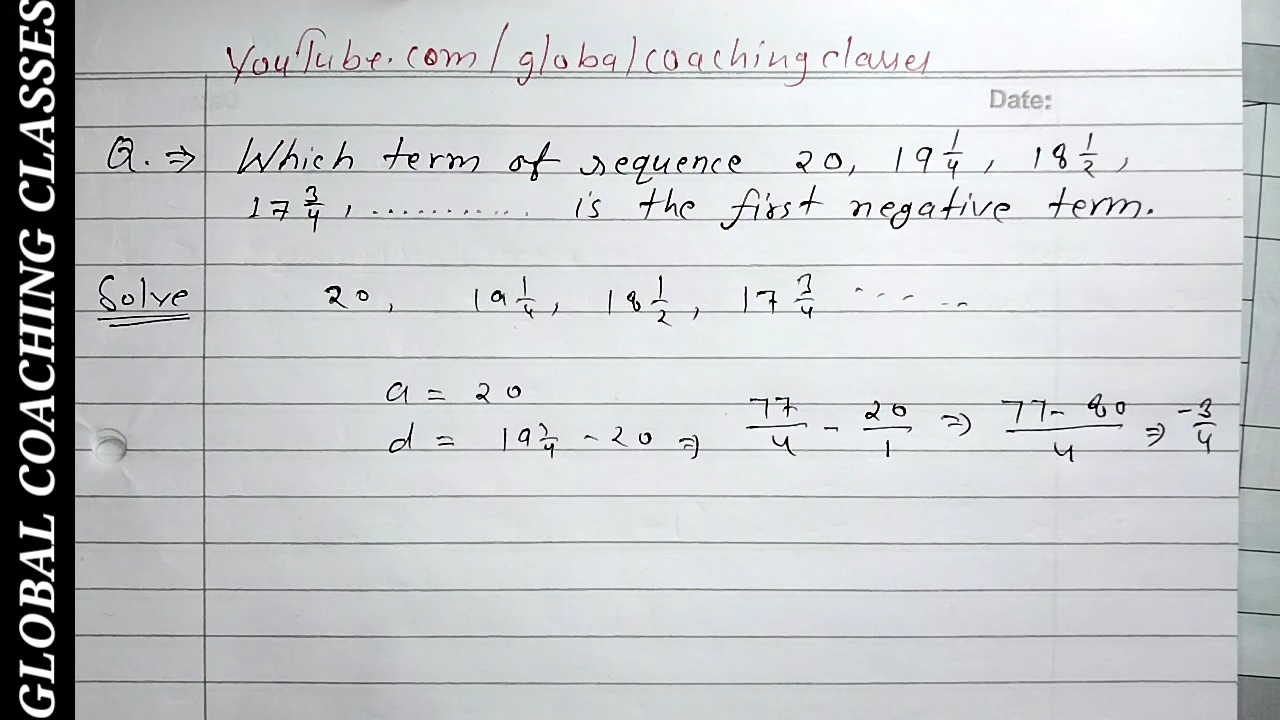 GLOBAL COACHING CLASSES
YouTube.com/globalcoachingclasses
Date:
Q. ⇒ Which term of sequence 20, 19 1/4, 18 1/2,
17 3/4, ............ is the first negative term.
Solve 20, 19 1/4, 18 1/2, 17 3/4 ......
a = 20
d = 19 1/4 - 20 ⇒ 77/4 - 20/1 ⇒ 77-80/4 ⇒ -3/4